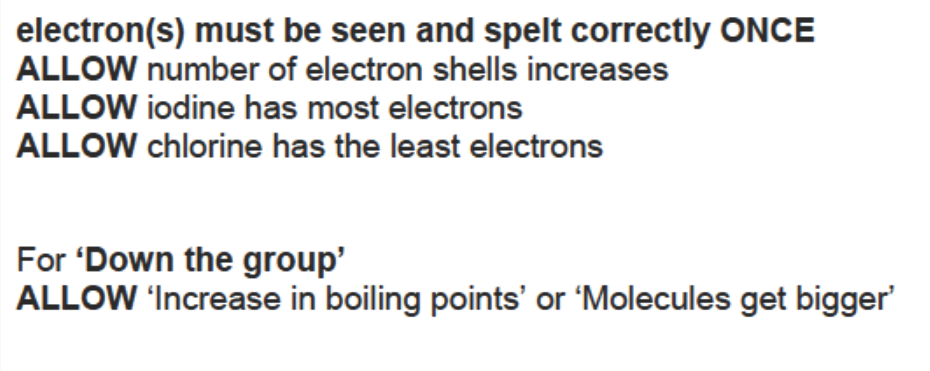 electron(s) must be seen and spelt correctly ONCE
ALLOW number of electron shells increases
ALLOW iodine has most electrons
ALLOW chlorine has the least electrons
For ‘Down the group’
ALLOW ‘Increase in boiling points’ or ‘Molecules get bigger’